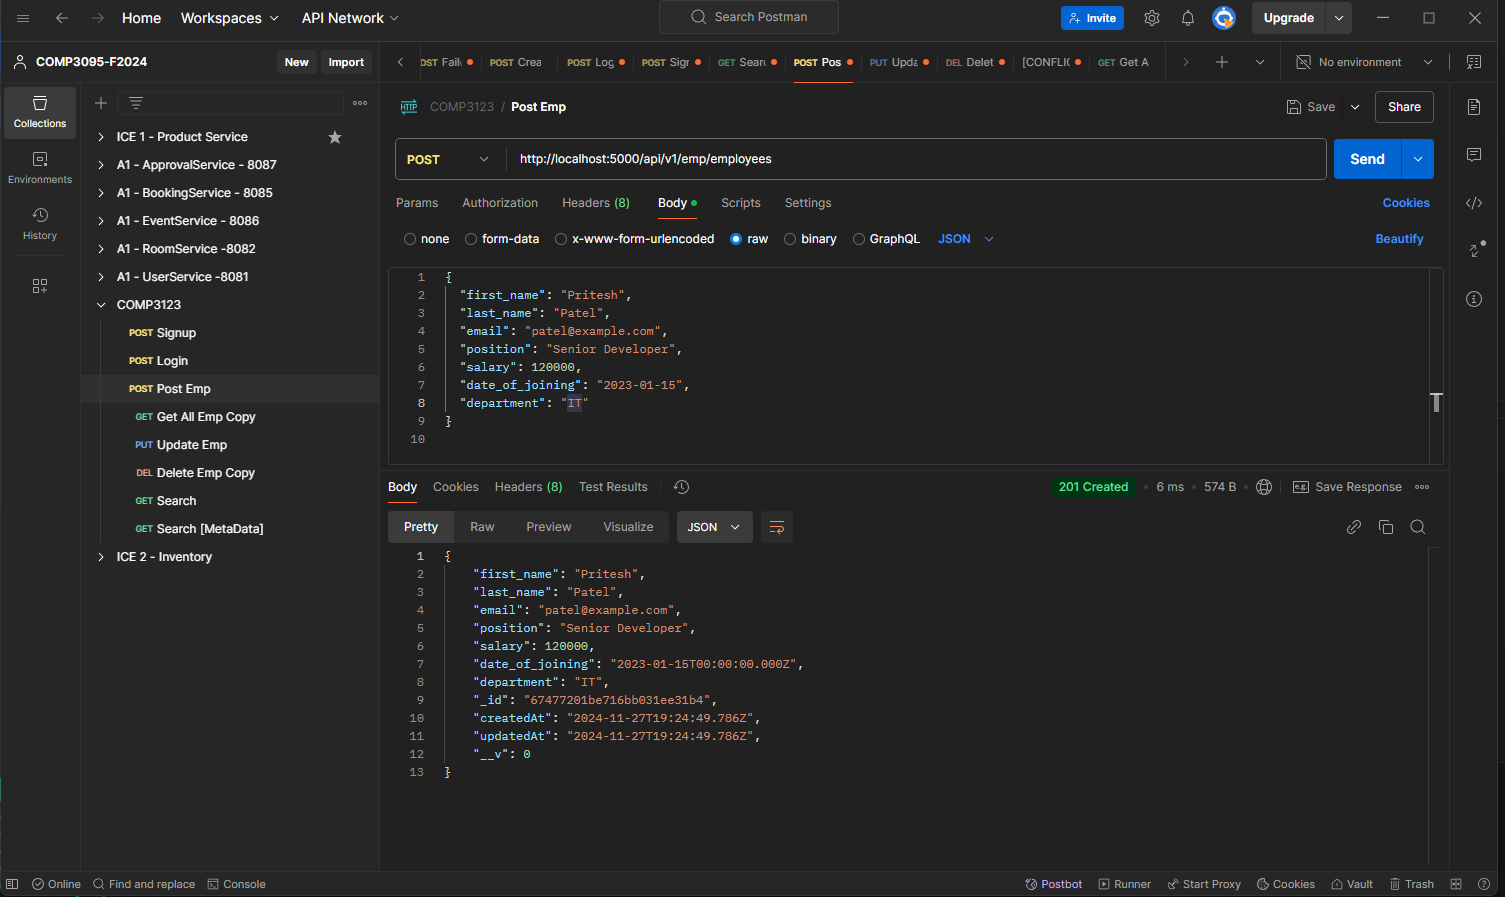 Home Workspaces API Network Search Postman Invite Upgrade
COMP3095-F2024 New Import
OST Fail POST Crea POST Log POST Sig GET Searc POST Pos PUT Upda DEL Delet [CONFLIC GET Get A No environment
Collections
Environments
History
ICE 1 - Product Service
A1 - ApprovalService - 8087
A1 - BookingService - 8085
A1 - EventService - 8086
A1 - RoomService -8082
A1 - UserService -8081
COMP3123
POST Signup
POST Login
POST Post Emp
GET Get All Emp Copy
PUT Update Emp
DEL Delete Emp Copy
GET Search
GET Search [MetaData]
ICE 2 - Inventory
HTTP COMP3123 / Post Emp Save Share
POST http://localhost:5000/api/v1/emp/employees Send
Params Authorization Headers (8) Body Scripts Settings Cookies
none form-data x-www-form-urlencoded raw binary GraphQL JSON Beautify
1 {
2 "first_name": "Pritesh",
3 "last_name": "Patel",
4 "email": "patel@example.com",
5 "position": "Senior Developer",
6 "salary": 120000,
7 "date_of_joining": "2023-01-15",
8 "department": "IT"
9 }
10
Body Cookies Headers (8) Test Results 201 Created 6 ms 574 B e.g. Save Response
Pretty Raw Preview Visualize JSON
1 {
2 "first_name": "Pritesh",
3 "last_name": "Patel",
4 "email": "patel@example.com",
5 "position": "Senior Developer",
6 "salary": 120000,
7 "date_of_joining": "2023-01-15T00:00:00.000Z",
8 "department": "IT",
9 "_id": "67477201be716bb031ee31b4",
10 "createdAt": "2024-11-27T19:24:49.786Z",
11 "updatedAt": "2024-11-27T19:24:49.786Z",
12 "__v": 0
13 }
Online Find and replace Console Postbot Runner Start Proxy Cookies Vault Trash